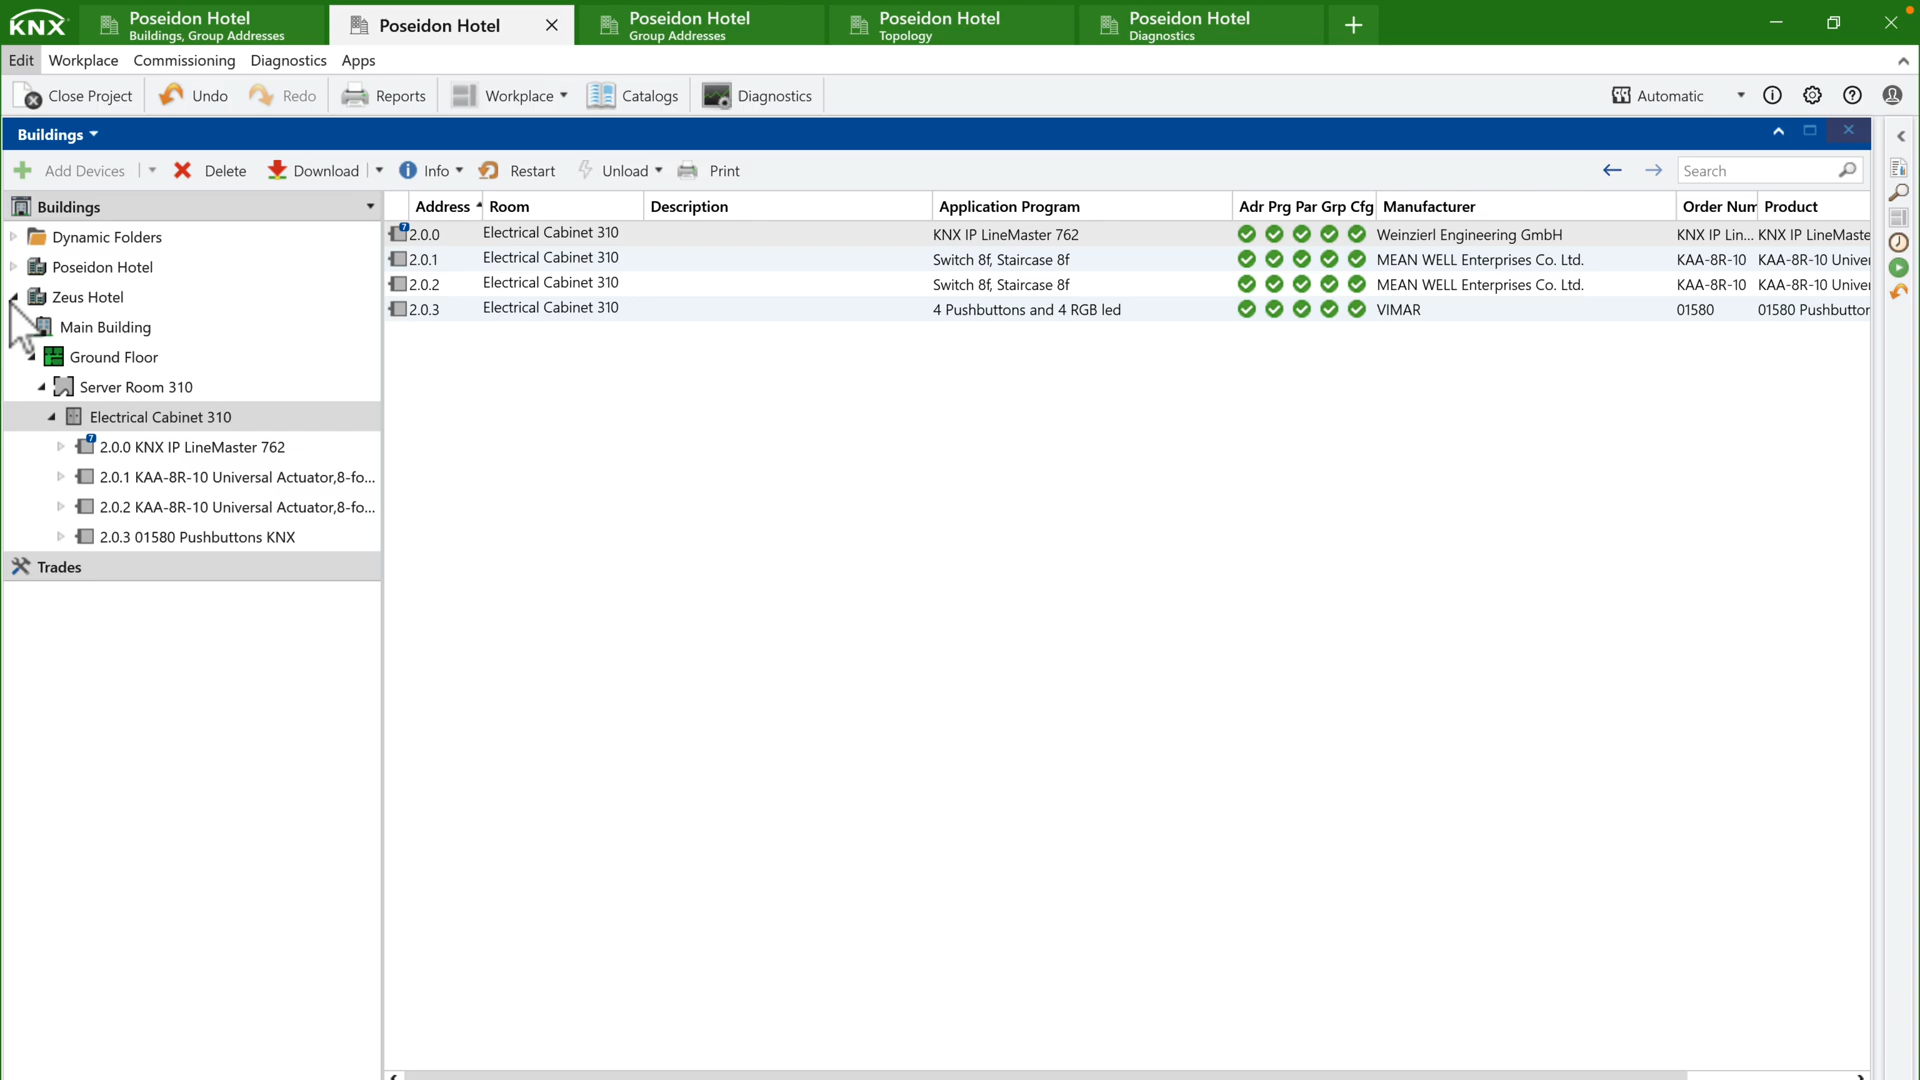 KNX
Poseidon Hotel
Buildings, Group Addresses
Poseidon Hotel
Poseidon Hotel
Group Addresses
Poseidon Hotel
Topology
Poseidon Hotel
Diagnostics
Edit Workplace Commissioning Diagnostics Apps
Close Project Undo Redo Reports Workplace Catalogs Diagnostics Automatic
Buildings
Add Devices Delete Download Info Restart Unload Print Search
Buildings
Dynamic Folders
Poseidon Hotel
Zeus Hotel
Main Building
Ground Floor
Server Room 310
Electrical Cabinet 310
2.0.0 KNX IP LineMaster 762
2.0.1 KAA-8R-10 Universal Actuator,8-fo...
2.0.2 KAA-8R-10 Universal Actuator,8-fo...
2.0.3 01580 Pushbuttons KNX
Trades
Address Room Description Application Program Adr Prg Par Grp Cfg Manufacturer Order Num Product
2.0.0 Electrical Cabinet 310 KNX IP LineMaster 762 Weinzierl Engineering GmbH KNX IP Lin... KNX IP LineMaste
2.0.1 Electrical Cabinet 310 Switch 8f, Staircase 8f MEAN WELL Enterprises Co. Ltd. KAA-8R-10 KAA-8R-10 Univer
2.0.2 Electrical Cabinet 310 Switch 8f, Staircase 8f MEAN WELL Enterprises Co. Ltd. KAA-8R-10 KAA-8R-10 Univer
2.0.3 Electrical Cabinet 310 4 Pushbuttons and 4 RGB led VIMAR 01580 01580 Pushbuttor